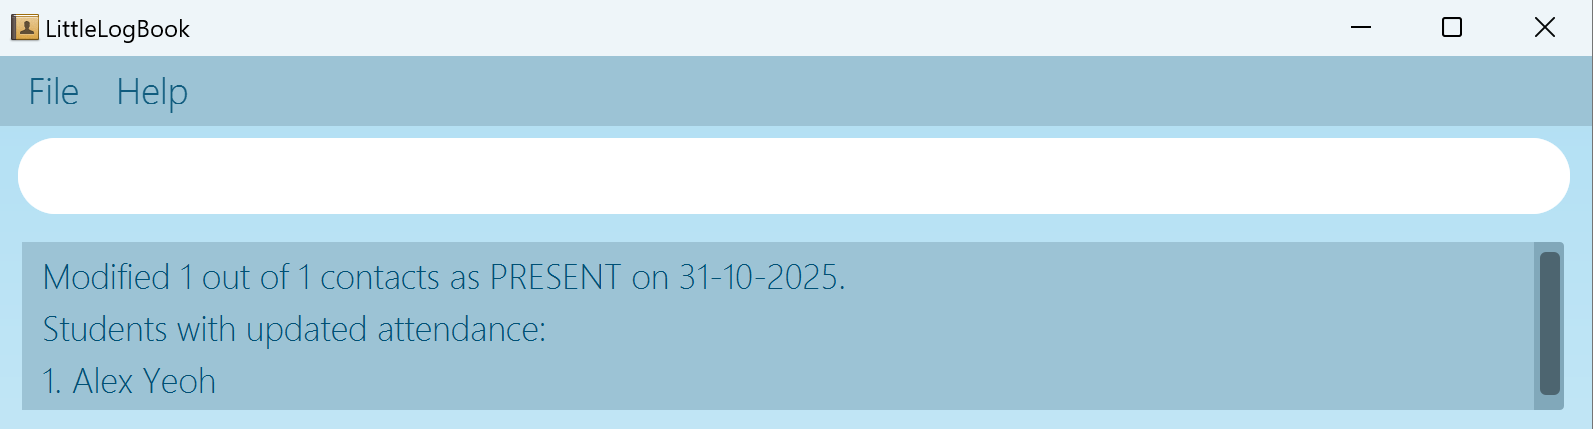 LittleLogBook
File Help
Modified 1 out of 1 contacts as PRESENT on 31-10-2025.
Students with updated attendance:
1. Alex Yeoh